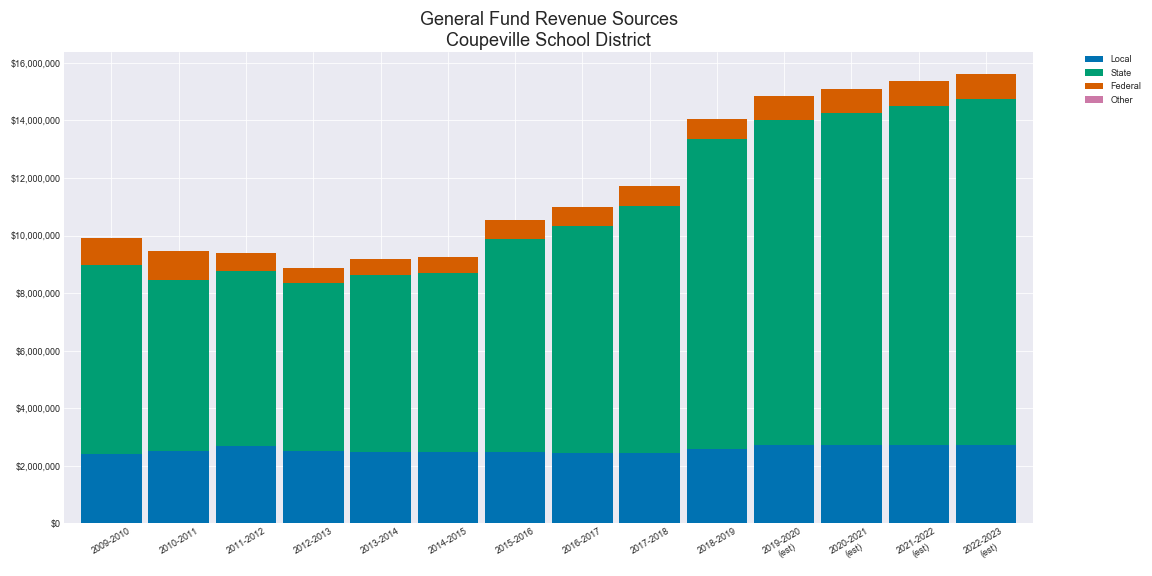 General Fund Revenue Sources
Coupeville School District
$16,000,000
$14,000,000
$12,000,000
$10,000,000
$8,000,000
$6,000,000
$4,000,000
$2,000,000
$0
2009-2010
2010-2011
2011-2012
2012-2013
2013-2014
2014-2015
2015-2016
2016-2017
2017-2018
2018-2019
2019-2020
(est)
2020-2021
(est)
2021-2022
(est)
2022-2023
(est)
Local
State
Federal
Other